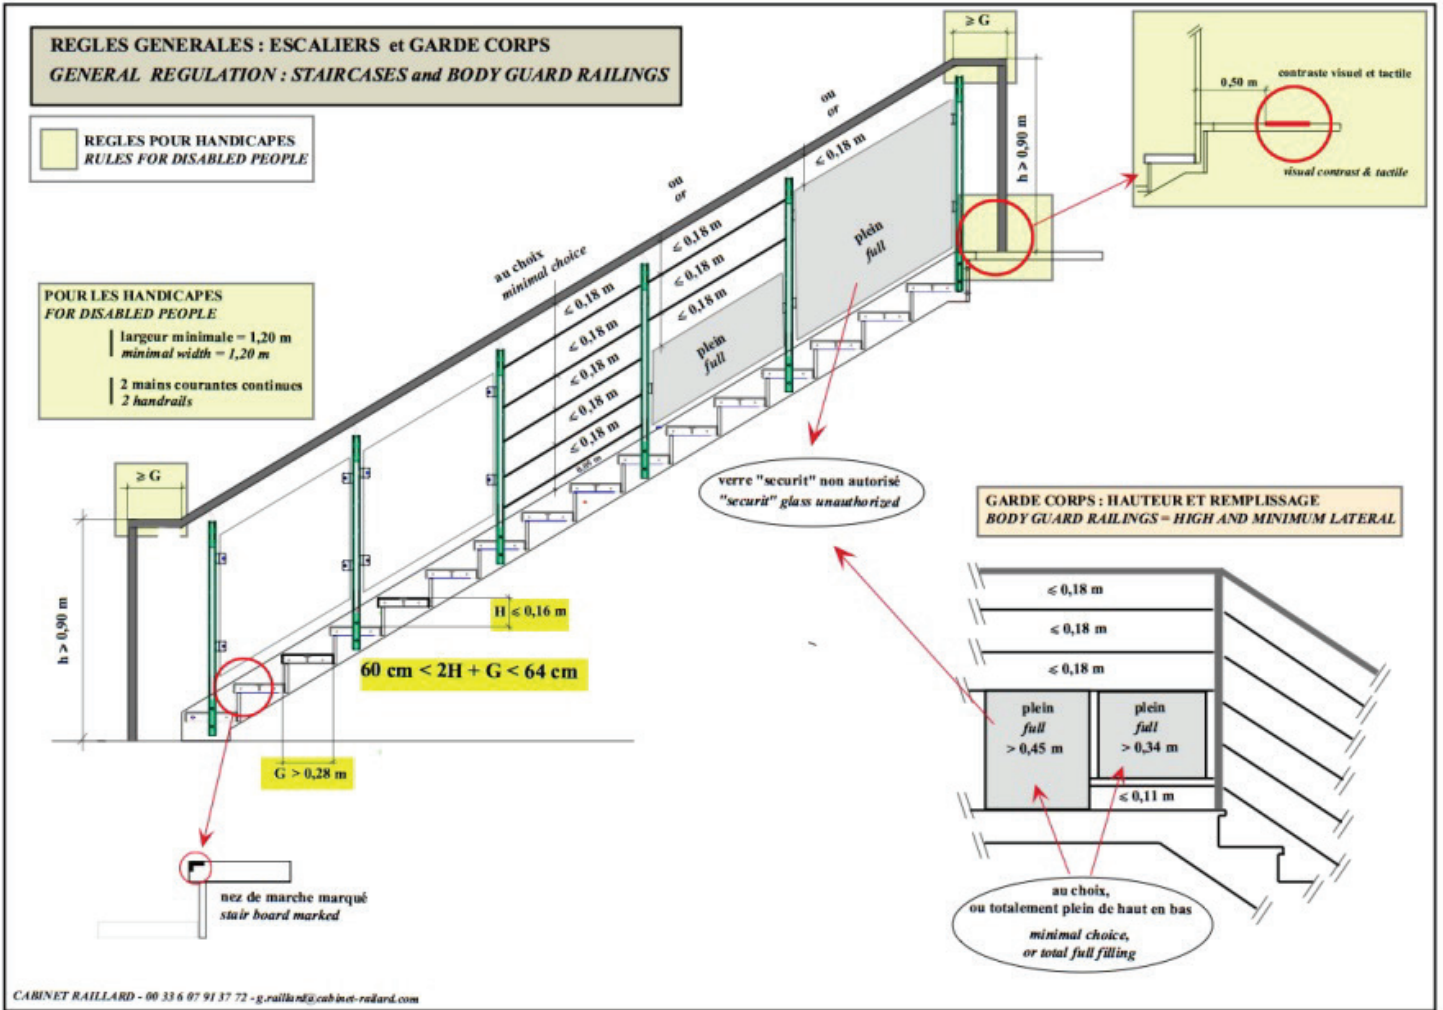 REGLES GENERALES : ESCALIERS et GARDE CORPS
GENERAL REGULATION : STAIRCASES and BODY GUARD RAILINGS
REGLES POUR HANDICAPES
RULES FOR DISABLED PEOPLE
POUR LES HANDICAPES
FOR DISABLED PEOPLE
largeur minimale = 1,20 m
minimal width = 1,20 m
2 mains courantes continues
2 handrails
≥ G
h > 0,90 m
au choix
minimal choice
ou
or
ou
or
≥ G
h > 0,90 m
0,50 m
contraste visuel et tactile
visual contrast & tactile
⩽ 0,18 m
⩽ 0,18 m
⩽ 0,18 m
⩽ 0,18 m
⩽ 0,18 m
0,05 m
⩽ 0,18 m
⩽ 0,18 m
⩽ 0,18 m
plein
full
⩽ 0,18 m
plein
full
verre "securit" non autorisé
"securit" glass unauthorized
H ⩽ 0,16 m
60 cm < 2H + G < 64 cm
G > 0,28 m
nez de marche marqué
stair board marked
GARDE CORPS : HAUTEUR ET REMPLISSAGE
BODY GUARD RAILINGS = HIGH AND MINIMUM LATERAL
⩽ 0,18 m
⩽ 0,18 m
⩽ 0,18 m
plein
full
> 0,45 m
plein
full
> 0,34 m
⩽ 0,11 m
au choix,
ou totalement plein de haut en bas
minimal choice,
or total full filling
CABINET RAILLARD - 00 33 6 07 91 37 72 - g.raillard@cabinet-railard.com